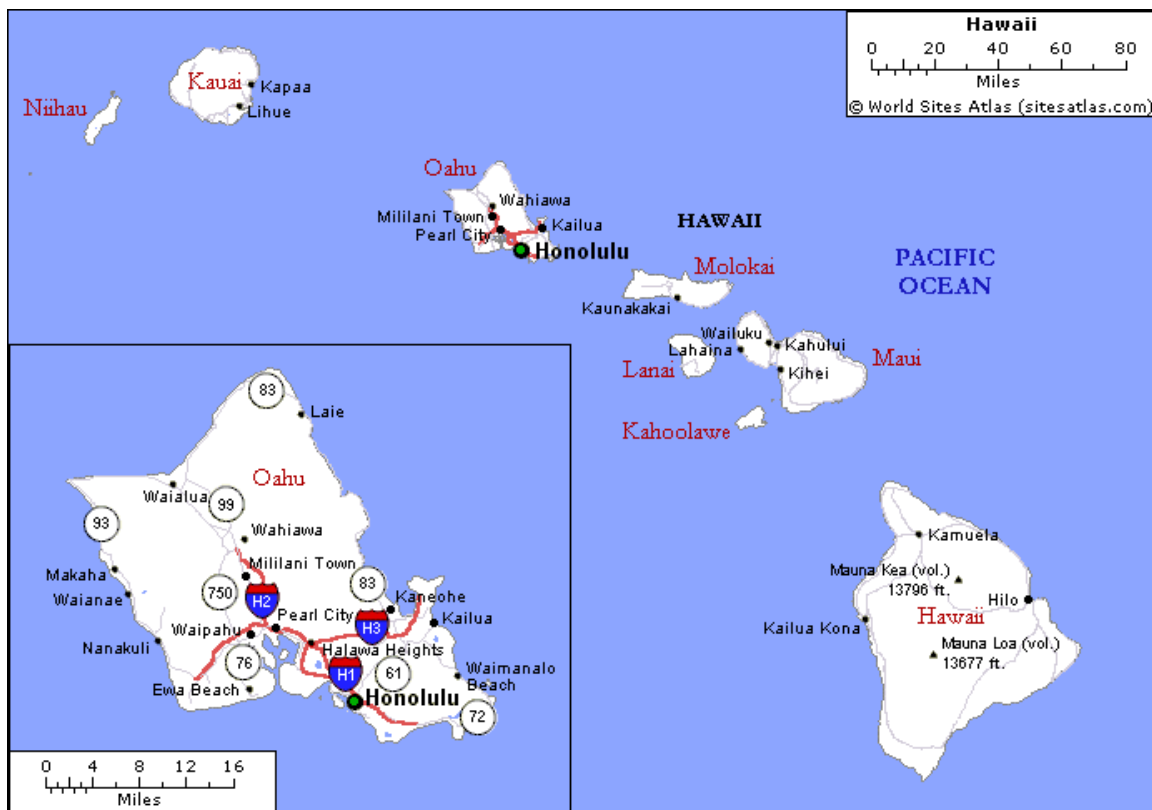 Hawaii
0 20 40 60 80
Miles
© World Sites Atlas (sitesatlas.com)
Kauai
Kapaa
Niihau
Lihue
Oahu
Wahiawa
Mililani Town
Kailua
Pearl City
Honolulu
HAWAII
PACIFIC
OCEAN
Molokai
Kaunakakai
Wailuku
Kahului
Lahaina
Maui
Lanai
Kihei
Kahoolawe
Kamuela
Mauna Kea (vol.)
13796 ft.
Hilo
Hawaii
Kailua Kona
Mauna Loa (vol.)
13677 ft.
83
Laie
Oahu
Waialua
99
93
Wahiawa
Mililani Town
Makaha
750
83
Waianae
H2
Kaneohe
Pearl City
H3
Kailua
Waipahu
Nanakuli
Halawa Heights
76
H1
61
Waimanalo
Beach
Ewa Beach
Honolulu
72
0 4 8 12 16
Miles